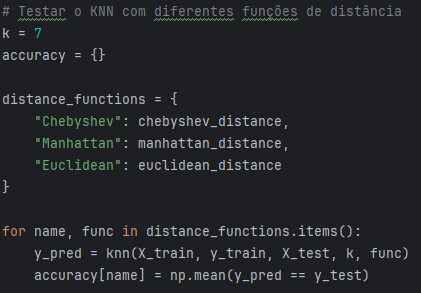 # Testar o KNN com diferentes funções de distância
k = 7
accuracy = {}

distance_functions = {
    "Chebyshev": chebyshev_distance,
    "Manhattan": manhattan_distance,
    "Euclidean": euclidean_distance
}

for name, func in distance_functions.items():
    y_pred = knn(X_train, y_train, X_test, k, func)
    accuracy[name] = np.mean(y_pred == y_test)